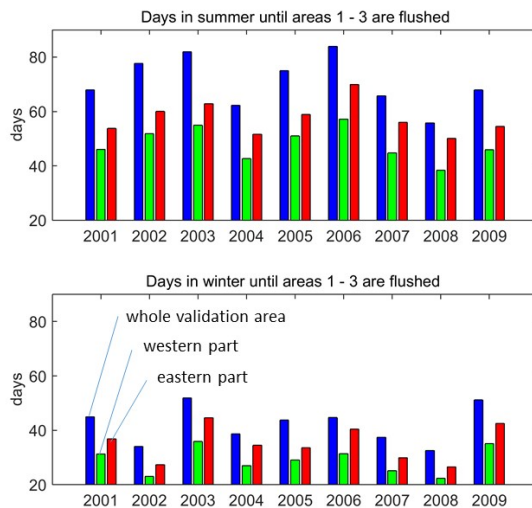 Days in summer until areas 1 - 3 are flushed
80
60
40
20
days
2001 2002 2003 2004 2005 2006 2007 2008 2009
Days in winter until areas 1 - 3 are flushed
80
60
40
20
days
whole validation area
western part
eastern part
2001 2002 2003 2004 2005 2006 2007 2008 2009